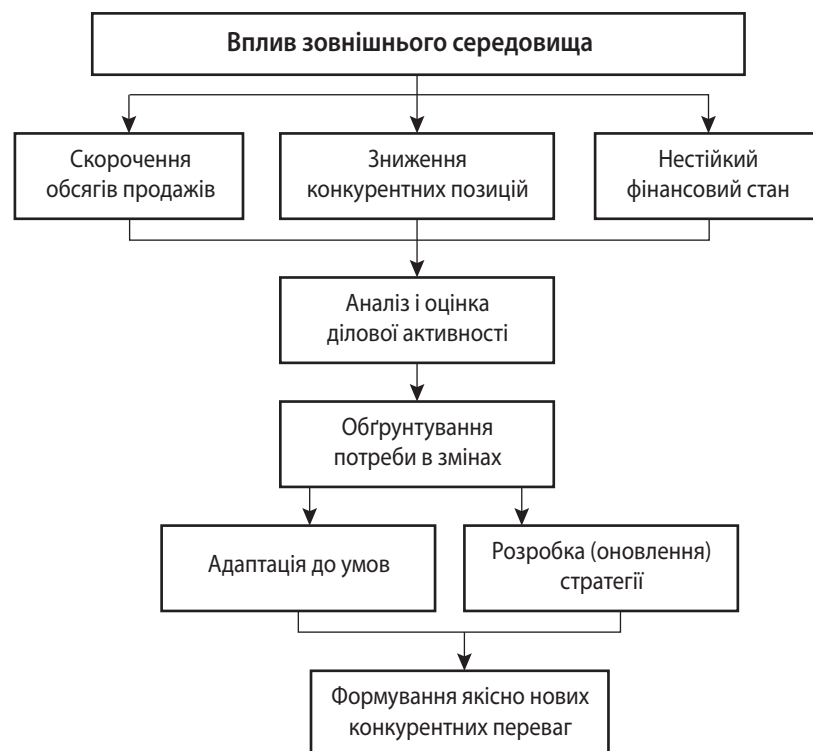 Вплив зовнішнього середовища
Скорочення
обсягів продажів
Зниження
конкурентних позицій
Нестійкий
фінансовий стан
Аналіз і оцінка
ділової активності
Обґрунтування
потреби в змінах
Адаптація до умов
Розробка (оновлення)
стратегії
Формування якісно нових
конкурентних переваг